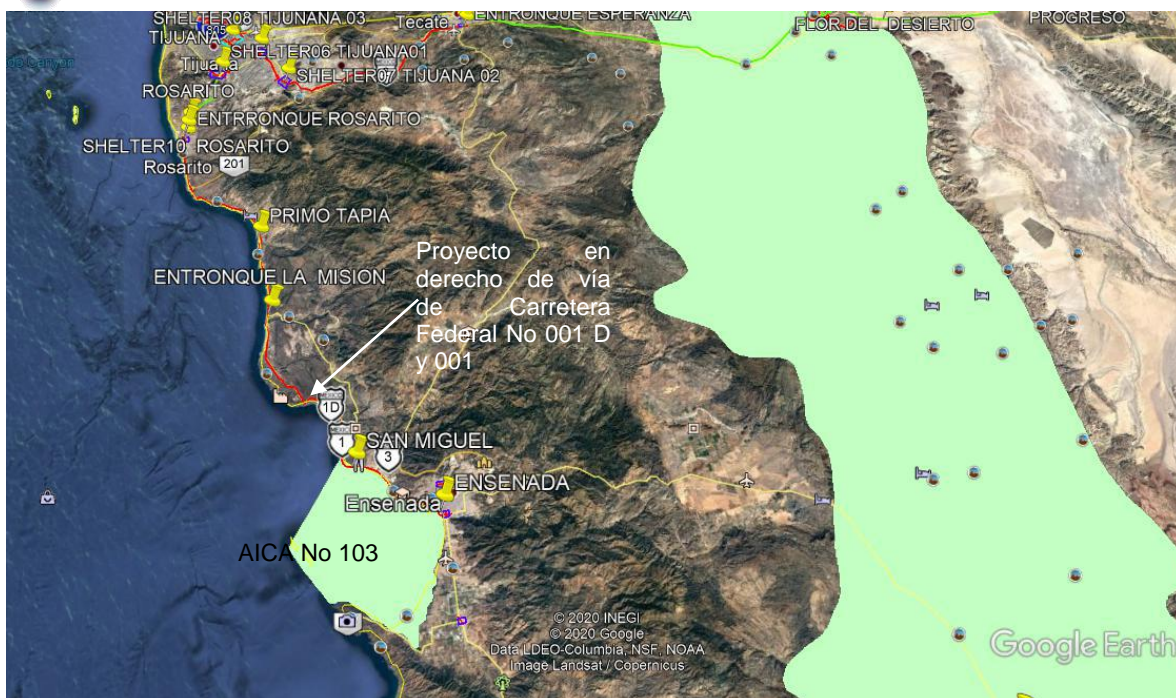 SHELTER08 TIJUNANA 03
Tecate
ENTRONQUE ESPERANZA
FLOR DEL DESIERTO
PROGRESO
805
TIJUANA
SHELTER06 TIJUANA01
Tijuana
SHELTER07 TIJUANA 02
ROSARITO
ENTRRONQUE ROSARITO
SHELTER10 ROSARITO
Rosarito
201
PRIMO TAPIA
Proyecto en
derecho de vía
de Carretera
Federal No 001 D
y 001
ENTRONQUE LA MISION
1D
1
SAN MIGUEL
3
ENSENADA
Ensenada
AICA No 103
© 2020 INEGI
© 2020 Google
Data LDEO-Columbia, NSF, NOAA
Image Landsat / Copernicus
Google Earth